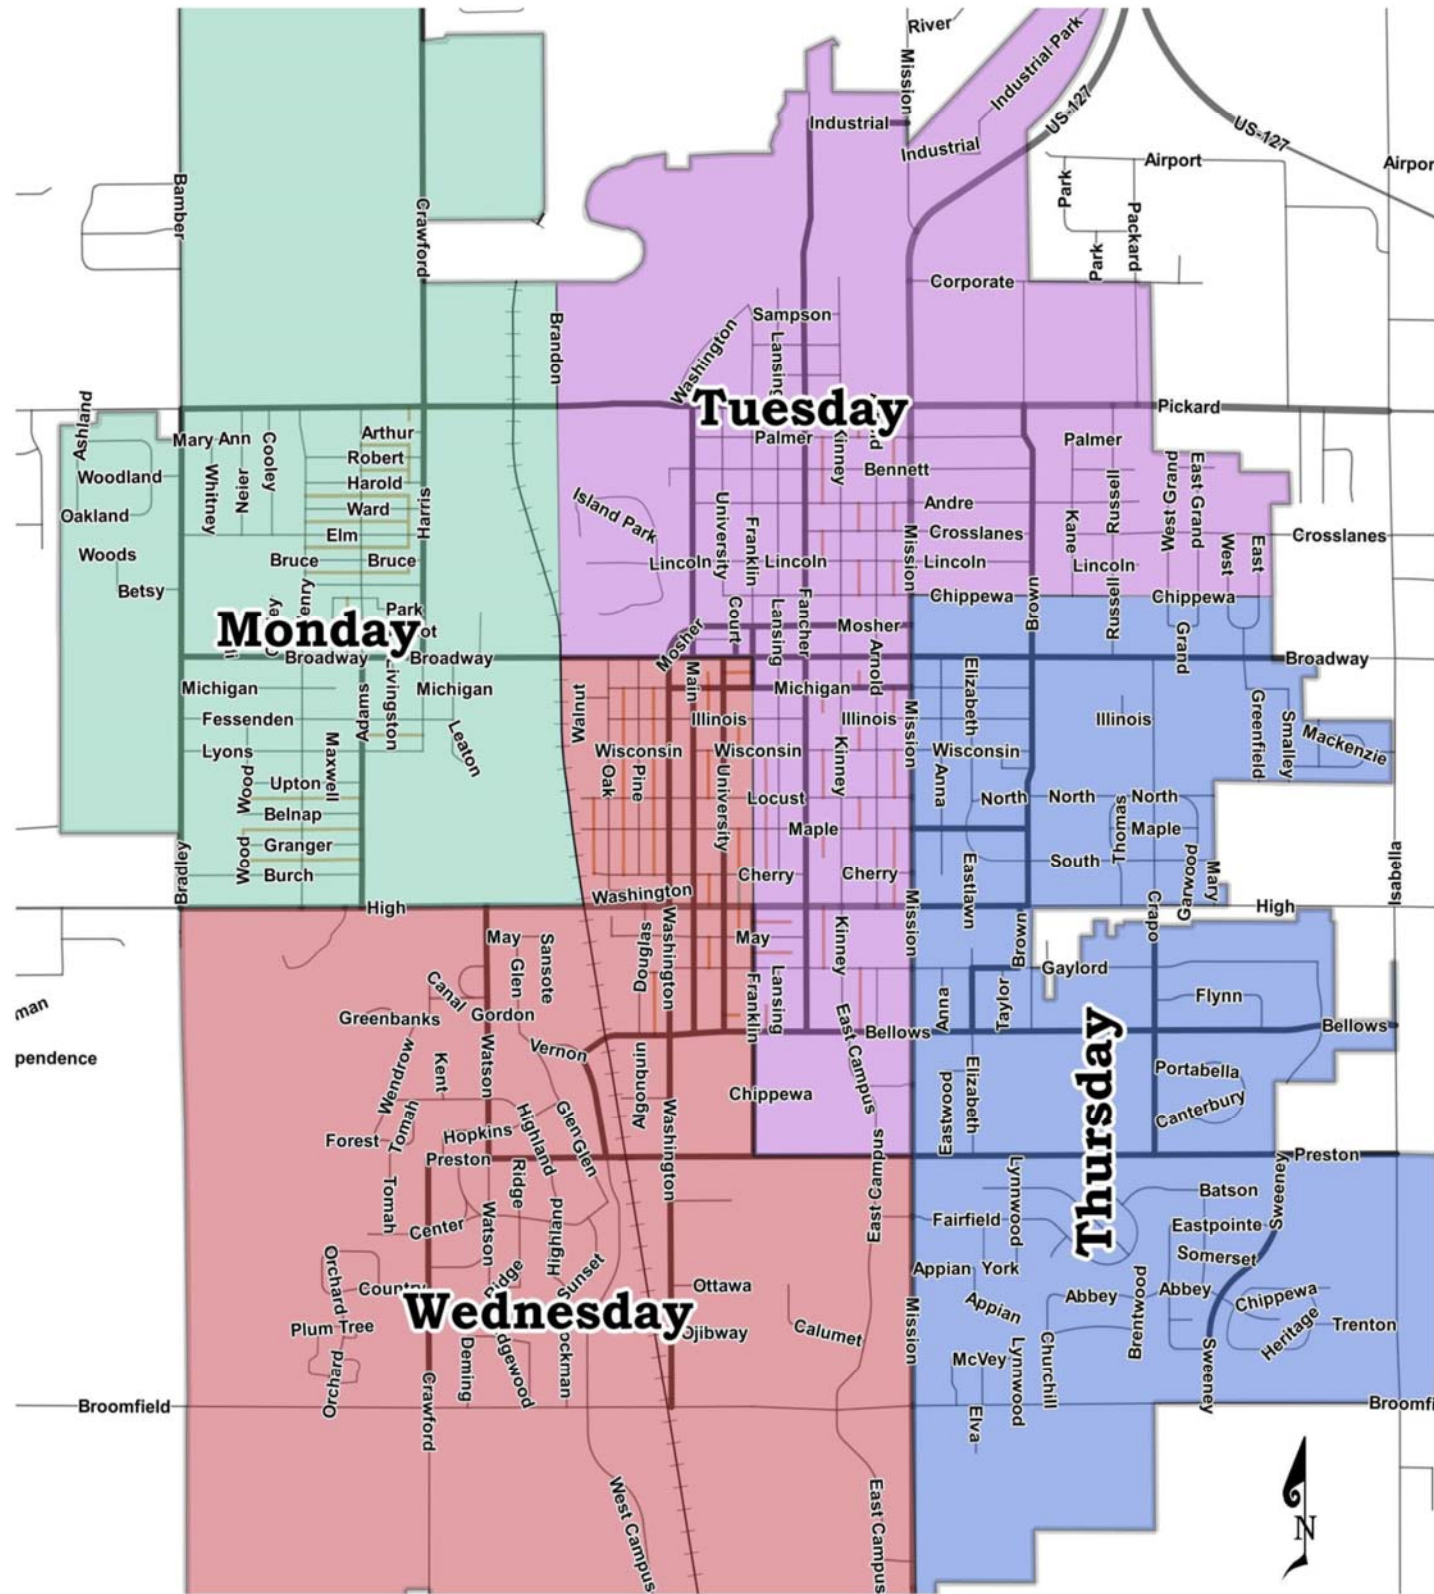 River
Industrial Park
Mission
US-127
US-127
Industrial
Industrial
Airport
Park
Packard
Park
Bamber
Crawford
Corporate
Brandon
Sampson
Washington
Lansing
Tuesday
Pickard
Ashland
Mary Ann
Cooley
Arthur
Robert
Woodland
Whitney
Neier
Harold
Harris
Ward
Oakland
Elm
Woods
Bruce
Bruce
Betsy
Park
Monday
Broadway
Broadway
Palmer
Kinney
Bennett
Palmer
Andre
Russell
West Grand
East Grand
Island Park
University
Franklin
Mission
Crosslanes
Kane
Crosslanes
West
East
Lincoln
Lincoln
Lincoln
Lincoln
Chippewa
Brown
Russell
Chippewa
Court
Lansing
Fancher
Mosher
Mosher
Arnold
Grand
Broadway
Michigan
Adams
Livingston
Michigan
Walnut
Main
Michigan
Elizabeth
Fessenden
Illinois
Illinois
Mission
Illinois
Greenfield
Smalley
Mackenzie
Lyons
Maxwell
Leaton
Wisconsin
Wisconsin
Kinney
Wisconsin
Wood
Upton
Oak
Pine
University
Locust
Anna
North
North
North
Belnap
Maple
Thomas
Maple
Wood
Granger
South
Garwood
Mary
Bradley
Burch
Cherry
Cherry
Eastlawn
Isabella
High
Washington
Mission
Crapo
High
May
Sansote
Douglas
Washington
May
Kinney
Brown
Glen
Canal
Franklin
Lansing
Gaylord
Gordon
Greenbanks
Anna
Taylor
Flynn
East Campus
Bellows
Bellows
pendence
Wendrow
Kent
Watson
Vernon
Algonquin
Elizabeth
Eastwood
Thursday
Portabella
Canterbury
Chippewa
Tomah
Highland
Glen
Glen
Washington
Forest
Hopkins
Preston
Preston
Tomah
Ridge
Watson
Highland
East Campus
Lynnwood
Batson
Sweeney
Center
Fairfield
Eastpointe
Somerset
Orchard
Sunset
Appian
York
Ottawa
Wednesday
Appian
Abbey
Brentwood
Abbey
Chippewa
Plum Tree
Calumet
Mission
Heritage
Trenton
Orchard
Deming
McVey
Lynnwood
Churchill
Sweeney
Broomfield
Crawford
Elva
West Campus
East Campus
N